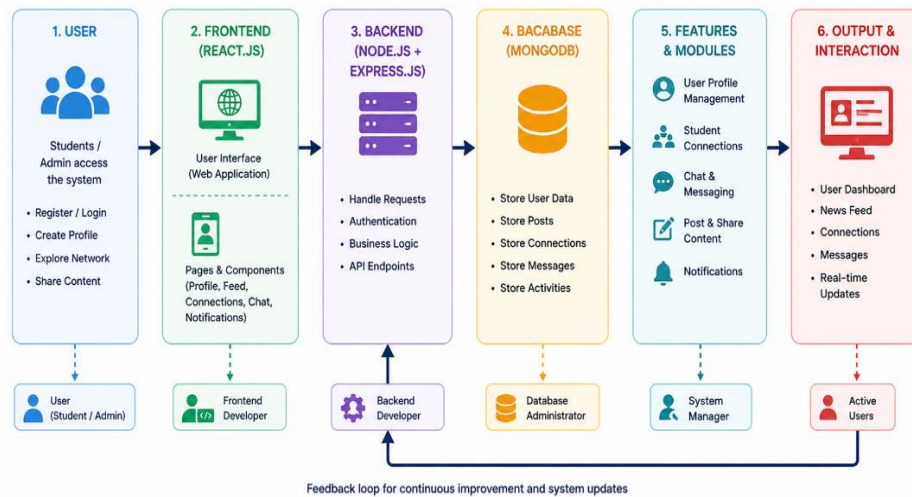 1. USER
Students /
Admin access
the system
• Register / Login
• Create Profile
• Explore Network
• Share Content
User
(Student / Admin)
2. FRONTEND
(REACT.JS)
User Interface
(Web Application)
Pages & Components
(Profile, Feed,
Connections, Chat,
Notifications)
Frontend
Developer
3. BACKEND
(NODE.JS +
EXPRESS.JS)
• Handle Requests
• Authentication
• Business Logic
• API Endpoints
Backend
Developer
4. BACABASE
(MONGODB)
• Store User Data
• Store Posts
• Store Connections
• Store Messages
• Store Activities
Database
Administrator
5. FEATURES
& MODULES
User Profile
Management
Student
Connections
Chat &
Messaging
Post & Share
Content
Notifications
System
Manager
6. OUTPUT &
INTERACTION
• User Dashboard
• News Feed
• Connections
• Messages
• Real-time
Updates
Active
Users
Feedback loop for continuous improvement and system updates